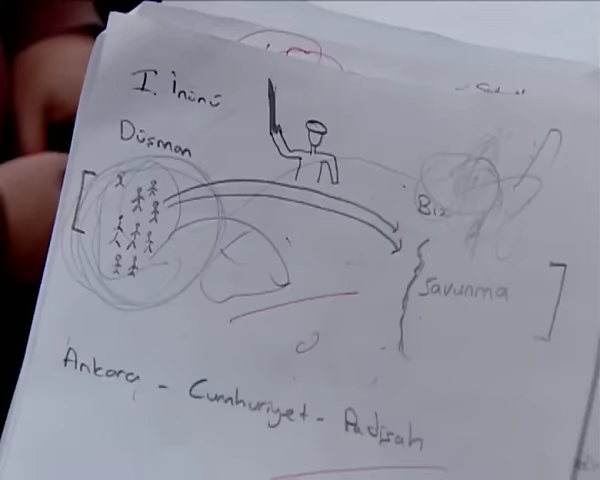 I. İnönü
Düşman
Biz
Savunma
Ankara - Cumhuriyet - Padişah